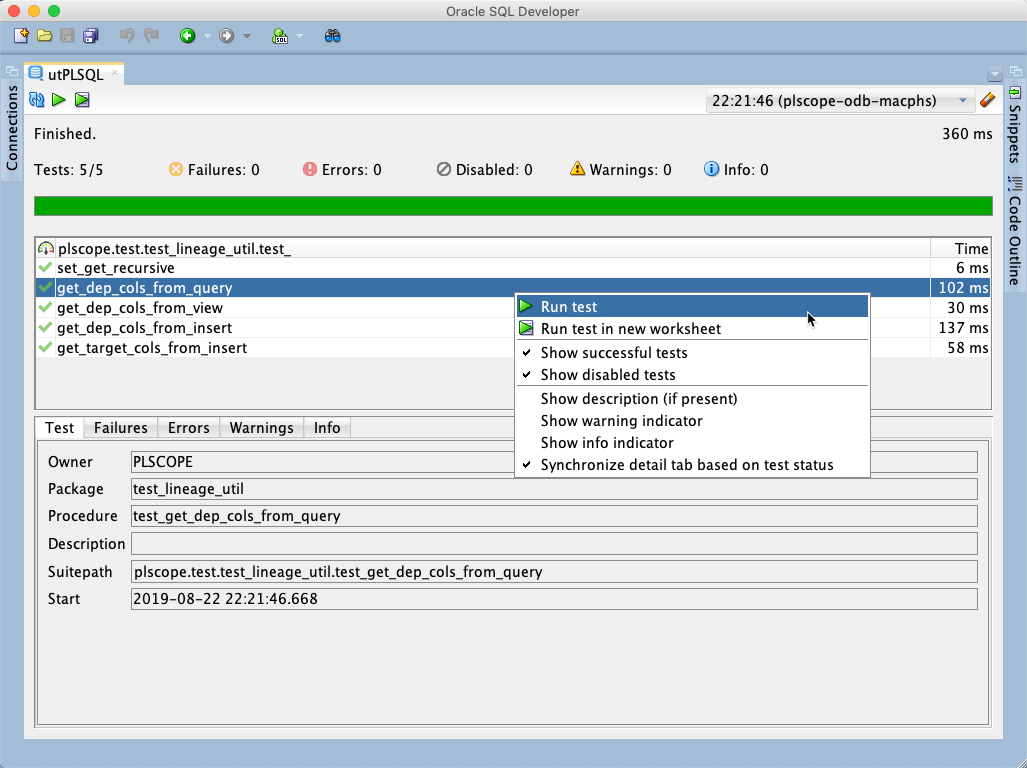 Oracle SQL Developer
SQL
utPLSQL
Connections
22:21:46 (plscope-odb-macphs)
Snippets
Code Outline
Finished. 360 ms
Tests: 5/5 Failures: 0 Errors: 0 Disabled: 0 Warnings: 0 Info: 0
plscope.test.test_lineage_util.test_ Time
set_get_recursive 6 ms
get_dep_cols_from_query 102 ms
get_dep_cols_from_view 30 ms
get_dep_cols_from_insert 137 ms
get_target_cols_from_insert 58 ms
Run test
Run test in new worksheet
Show successful tests
Show disabled tests
Show description (if present)
Show warning indicator
Show info indicator
Synchronize detail tab based on test status
Test Failures Errors Warnings Info
Owner PLSCOPE
Package test_lineage_util
Procedure test_get_dep_cols_from_query
Description
Suitepath plscope.test.test_lineage_util.test_get_dep_cols_from_query
Start 2019-08-22 22:21:46.668